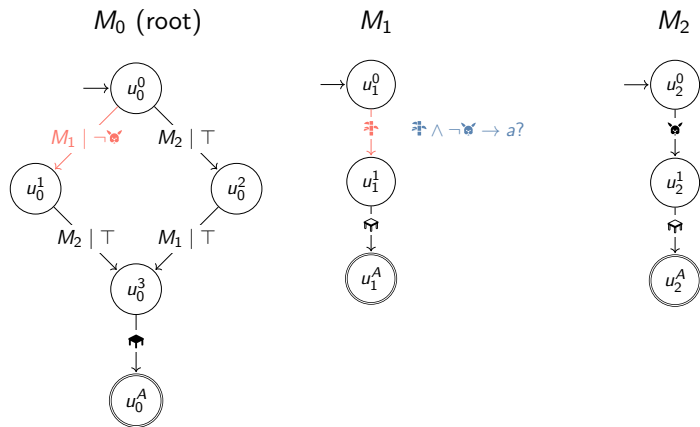 M₀ (root)
M₁
M₂
u₀⁰
u₁⁰
u₂⁰
M₁ | ¬
M₂ | ⊤
∧ ¬ → a?
u₀¹
u₀²
u₁¹
u₂¹
M₂ | ⊤
M₁ | ⊤
u₀³
u₁ᴬ
u₂ᴬ
u₀ᴬ